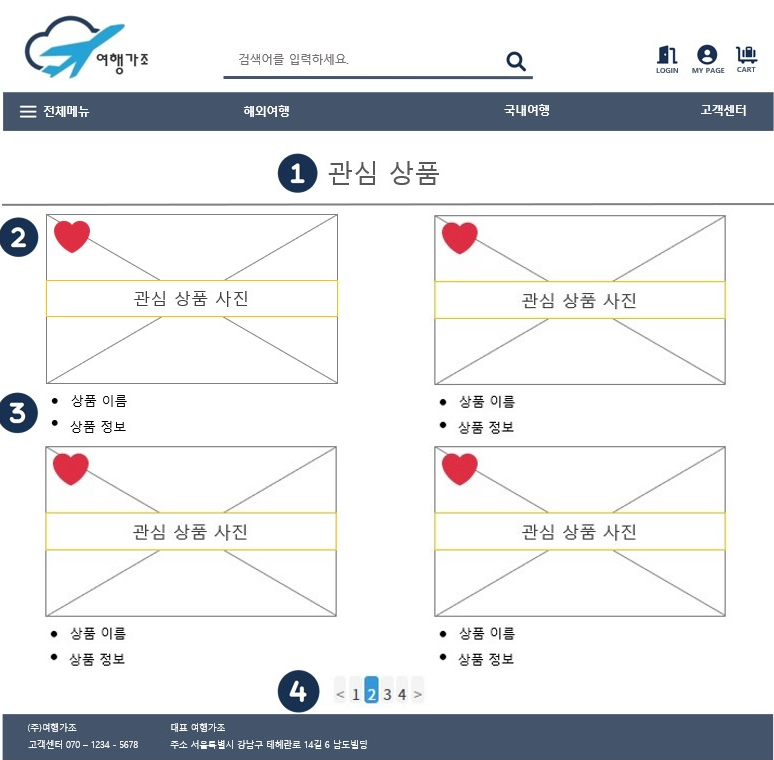 여행가조
검색어를 입력하세요.
LOGIN MY PAGE CART
전체메뉴 해외여행 국내여행 고객센터
1 관심 상품
2
관심 상품 사진 관심 상품 사진
3
• 상품 이름 • 상품 이름
• 상품 정보 • 상품 정보
관심 상품 사진 관심 상품 사진
• 상품 이름 • 상품 이름
• 상품 정보 • 상품 정보
4 < 1 2 3 4 >
(주)여행가조 대표 여행가조
고객센터 070 – 1234 - 5678 주소 서울특별시 강남구 테헤란로 14길 6 남도빌딩